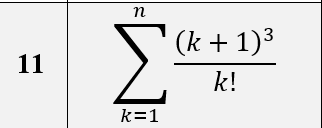 11
n
∑ (k + 1)³ / k!
k=1